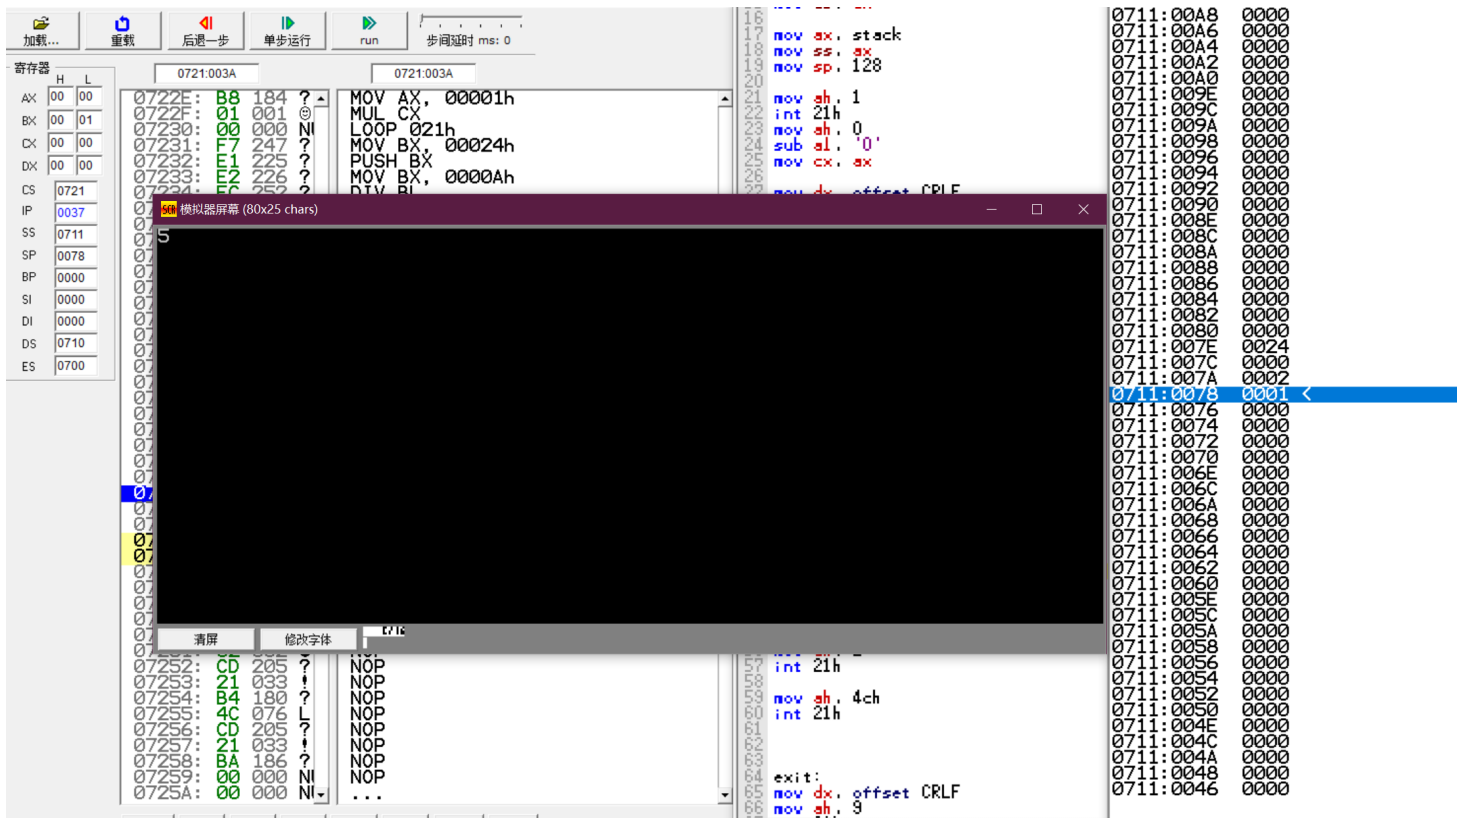 加载... 重载 后退一步 单步运行 run 步间延时 ms: 0
寄存器
H L
0721:003A 0721:003A
AX 00 00
BX 00 01
CX 00 00
DX 00 00
CS 0721
IP 0037
SS 0711
SP 0078
BP 0000
SI 0000
DI 0000
DS 0710
ES 0700
0722E: B8 184 ?
0722F: 01 001 ☺
07230: 00 000 NU
07231: F7 247 ?
07232: E1 225 ?
07233: E2 226 ?
MOV AX, 00001h
MUL CX
LOOP 021h
MOV BX, 00024h
PUSH BX
MOV BX, 0000Ah
DIV BL
16
17 mov ax, stack
18 mov ss, ax
19 mov sp, 128
20
21 mov ah, 1
22 int 21h
23 mov ah, 0
24 sub al, '0'
25 mov cx, ax
26
27 mov dx, offset CRLF
模拟器屏幕 (80x25 chars)
5
清屏 修改字体
07252: CD 205 ?
07253: 21 033 !
07254: B4 180 ?
07255: 4C 076 L
07256: CD 205 ?
07257: 21 033 !
07258: BA 186 ?
07259: 00 000 NU
0725A: 00 000 NU
NOP
NOP
NOP
NOP
NOP
NOP
NOP
NOP
...
57 int 21h
58
59 mov ah, 4ch
60 int 21h
61
62
63
64 exit:
65 mov dx, offset CRLF
66 mov ah, 9
0711:00A8 0000
0711:00A6 0000
0711:00A4 0000
0711:00A2 0000
0711:00A0 0000
0711:009E 0000
0711:009C 0000
0711:009A 0000
0711:0098 0000
0711:0096 0000
0711:0094 0000
0711:0092 0000
0711:0090 0000
0711:008E 0000
0711:008C 0000
0711:008A 0000
0711:0088 0000
0711:0086 0000
0711:0084 0000
0711:0082 0000
0711:0080 0000
0711:007E 0024
0711:007C 0000
0711:007A 0002
0711:0078 0001 <
0711:0076 0000
0711:0074 0000
0711:0072 0000
0711:0070 0000
0711:006E 0000
0711:006C 0000
0711:006A 0000
0711:0068 0000
0711:0066 0000
0711:0064 0000
0711:0062 0000
0711:0060 0000
0711:005E 0000
0711:005C 0000
0711:005A 0000
0711:0058 0000
0711:0056 0000
0711:0054 0000
0711:0052 0000
0711:0050 0000
0711:004E 0000
0711:004C 0000
0711:004A 0000
0711:0048 0000
0711:0046 0000